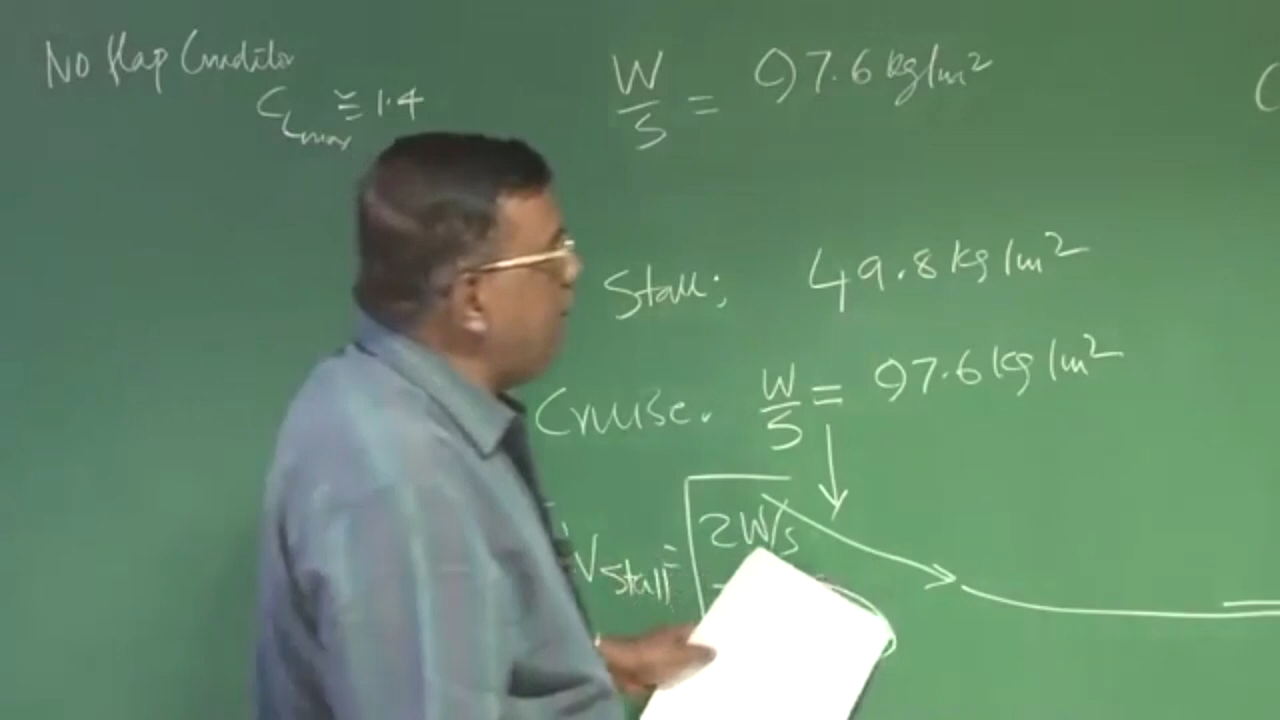 No flap Condition
C_Lmax ≅ 1.4
W/S = 97.6 kg/m²
C
Stall; 49.8 kg/m²
Cruise. W/S = 97.6 kg/m²
V_stall = √2W/S